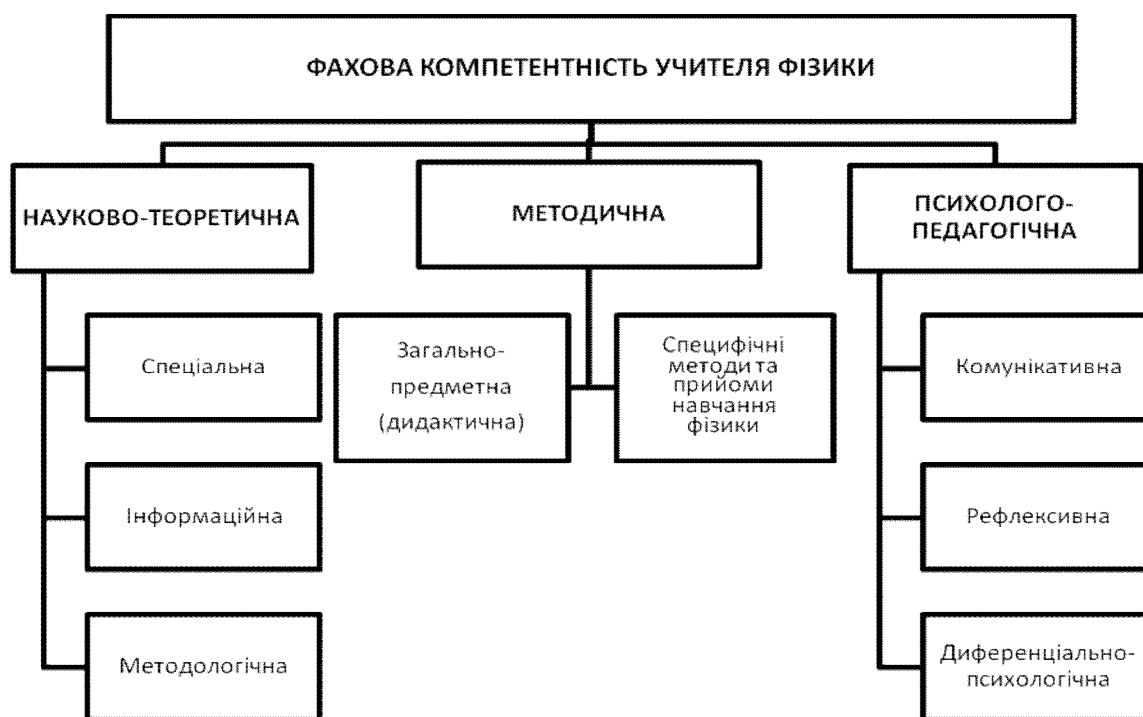 ФАХОВА КОМПЕТЕНТНІСТЬ УЧИТЕЛЯ ФІЗИКИ
НАУКОВО-ТЕОРЕТИЧНА
МЕТОДИЧНА
ПСИХОЛОГО-
ПЕДАГОГІЧНА
Спеціальна
Інформаційна
Методологічна
Загально-
предметна
(дидактична)
Специфічні
методи та
прийоми
навчання
фізики
Комунікативна
Рефлексивна
Диференціально-
психологічна